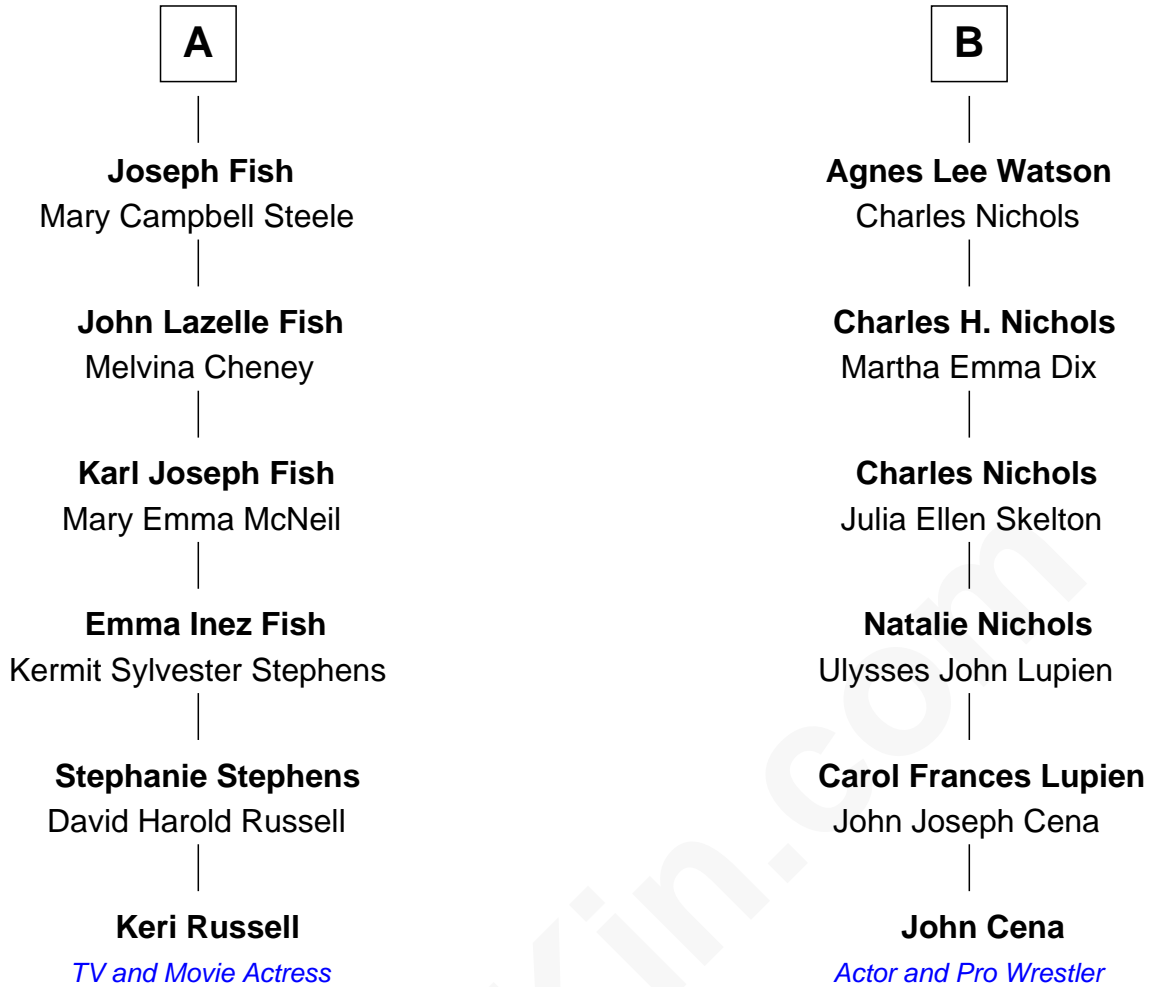 A
Joseph Fish
Mary Campbell Steele
John Lazelle Fish
Melvina Cheney
Karl Joseph Fish
Mary Emma McNeil
Emma Inez Fish
Kermit Sylvester Stephens
Stephanie Stephens
David Harold Russell
Keri Russell
TV and Movie Actress
B
Agnes Lee Watson
Charles Nichols
Charles H. Nichols
Martha Emma Dix
Charles Nichols
Julia Ellen Skelton
Natalie Nichols
Ulysses John Lupien
Carol Frances Lupien
John Joseph Cena
John Cena
Actor and Pro Wrestler
Kin.com